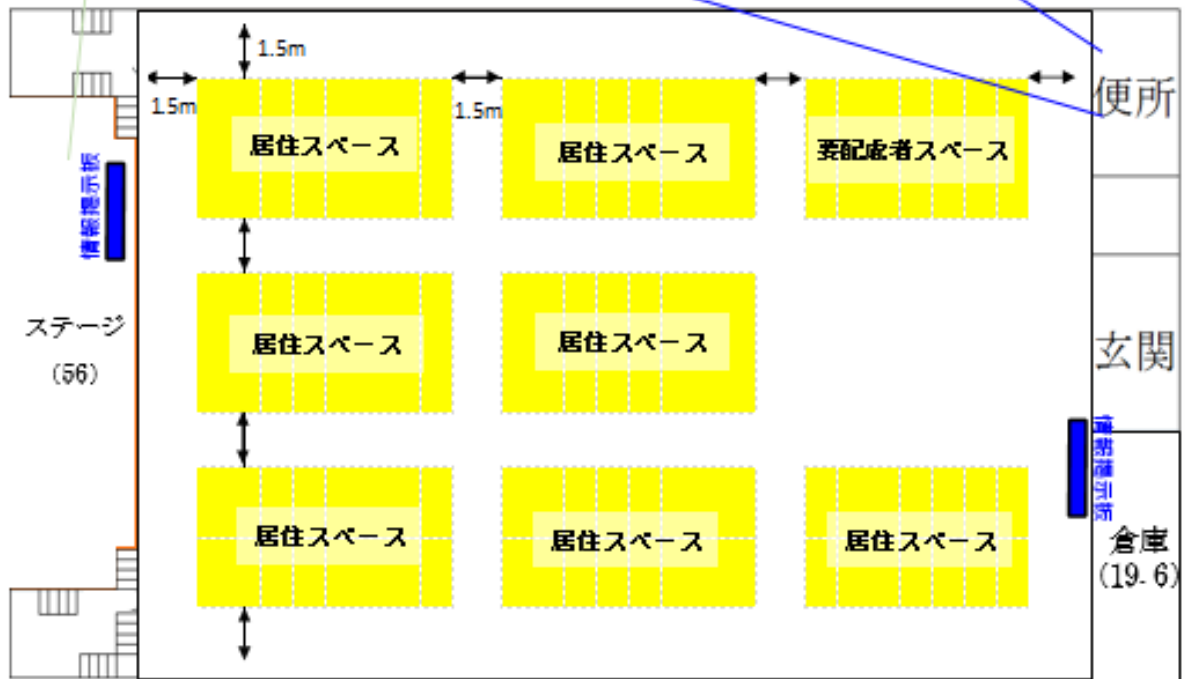 1.5m
1.5m
1.5m
便所
居住スペース
居住スペース
要配慮者スペース
情報掲示板
ステージ
(56)
居住スペース
居住スペース
玄関
情報掲示板
居住スペース
居住スペース
居住スペース
倉庫
(19.6)